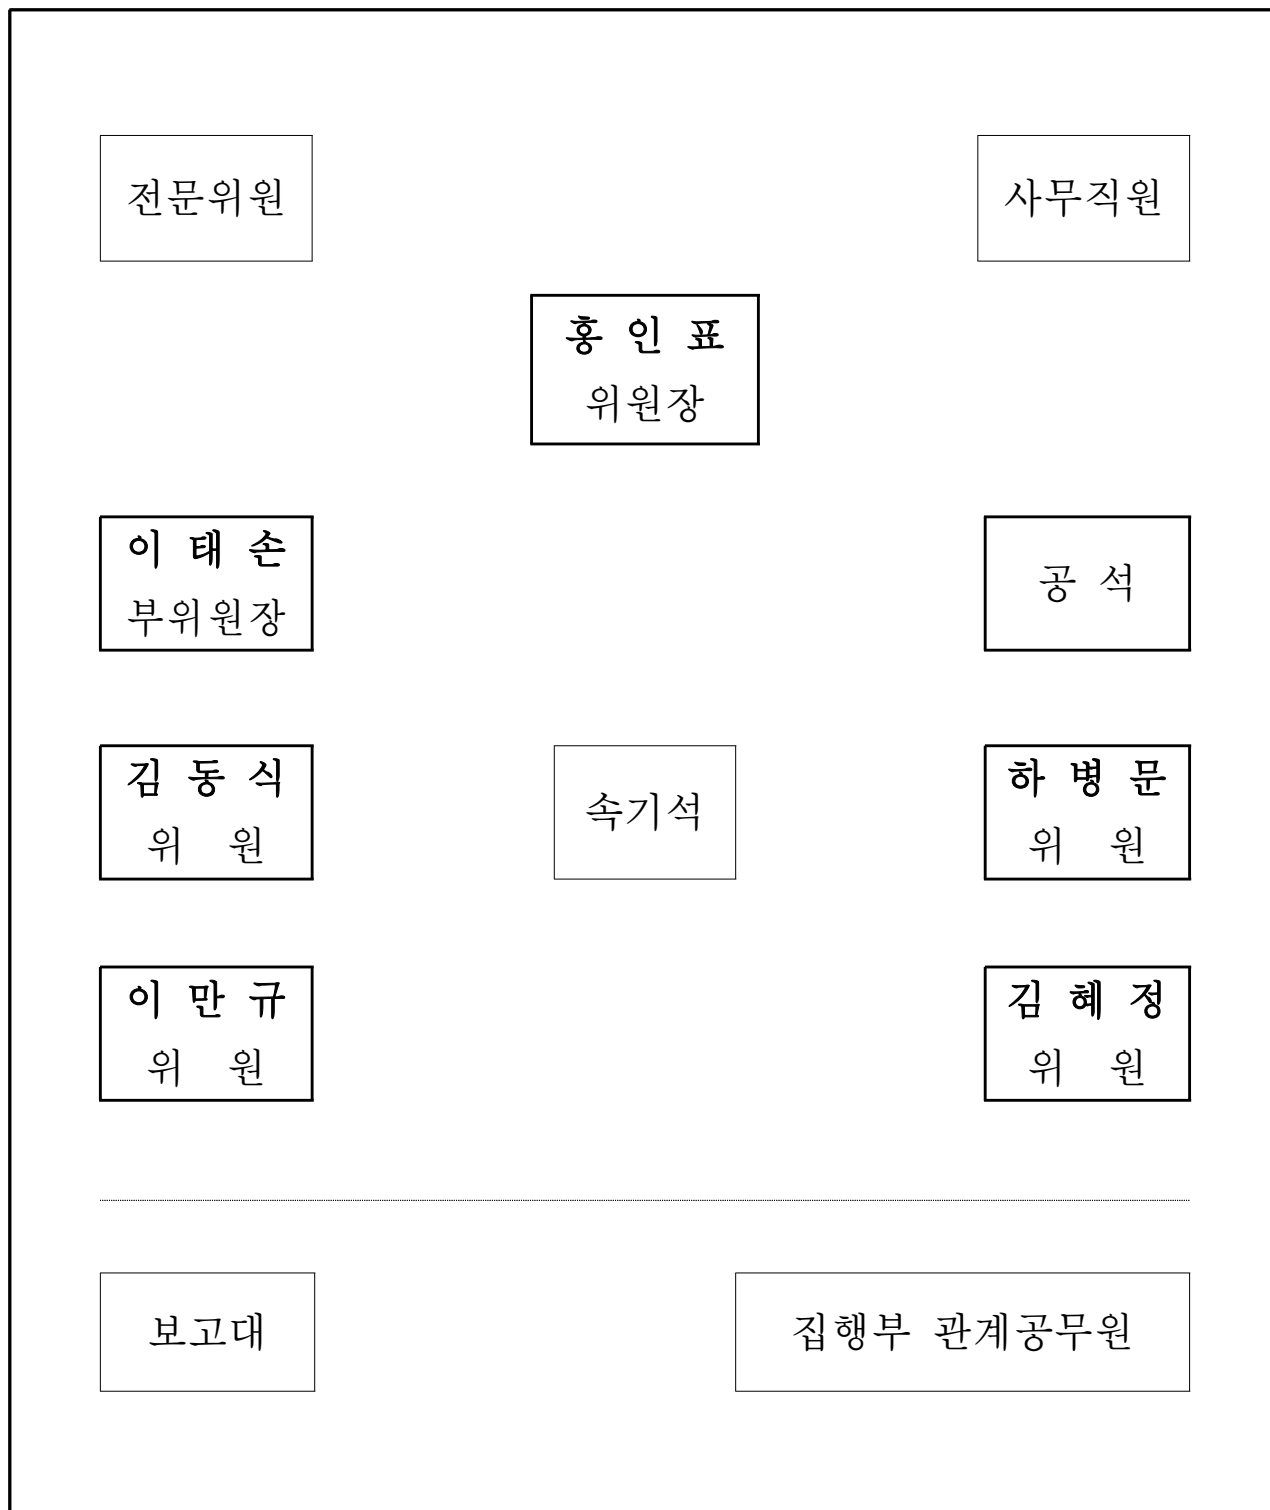 전문위원
사무직원
홍 인 표
위원장
이 태 손
부위원장
공 석
김 동 식
위 원
속기석
하 병 문
위 원
이 만 규
위 원
김 혜 정
위 원
보고대
집행부 관계공무원